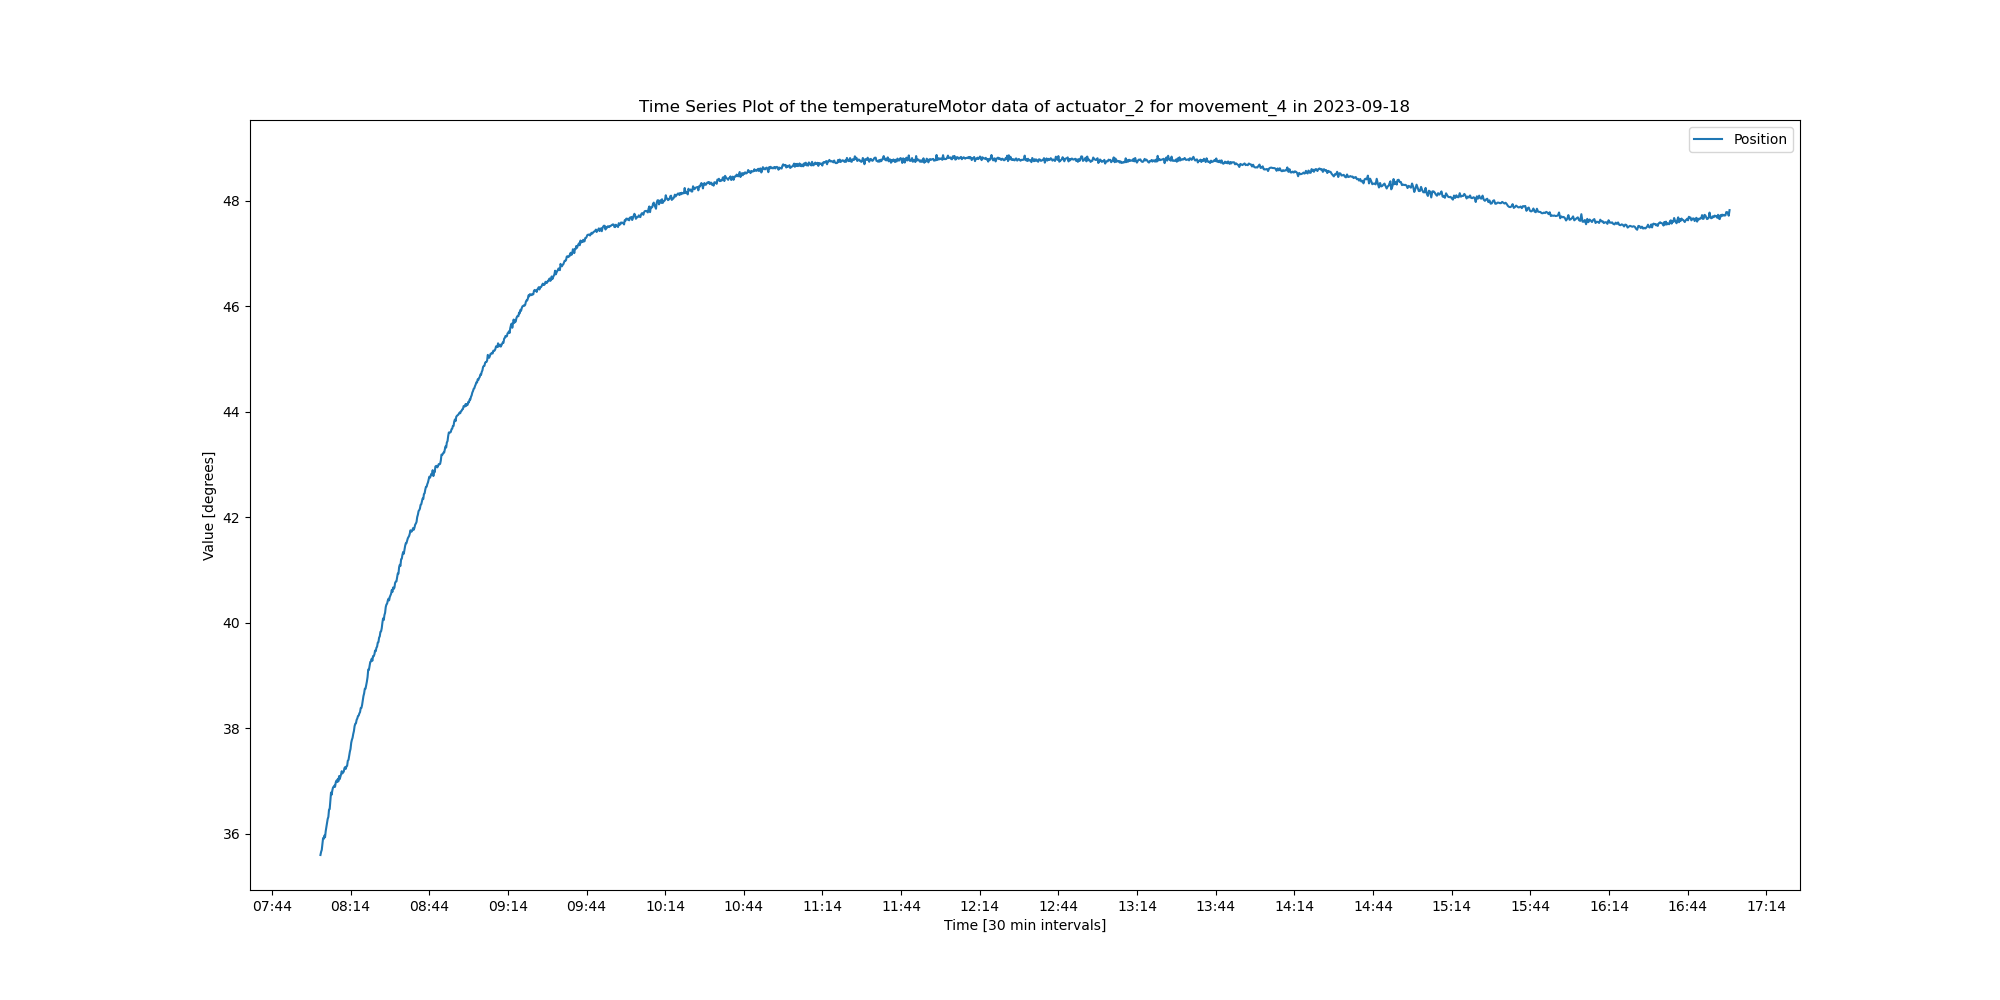 Time Series Plot of the temperatureMotor data of actuator_2 for movement_4 in 2023-09-18
Position
48
46
44
42
40
38
36
Value [degrees]
07:44 08:14 08:44 09:14 09:44 10:14 10:44 11:14 11:44 12:14 12:44 13:14 13:44 14:14 14:44 15:14 15:44 16:14 16:44 17:14
Time [30 min intervals]